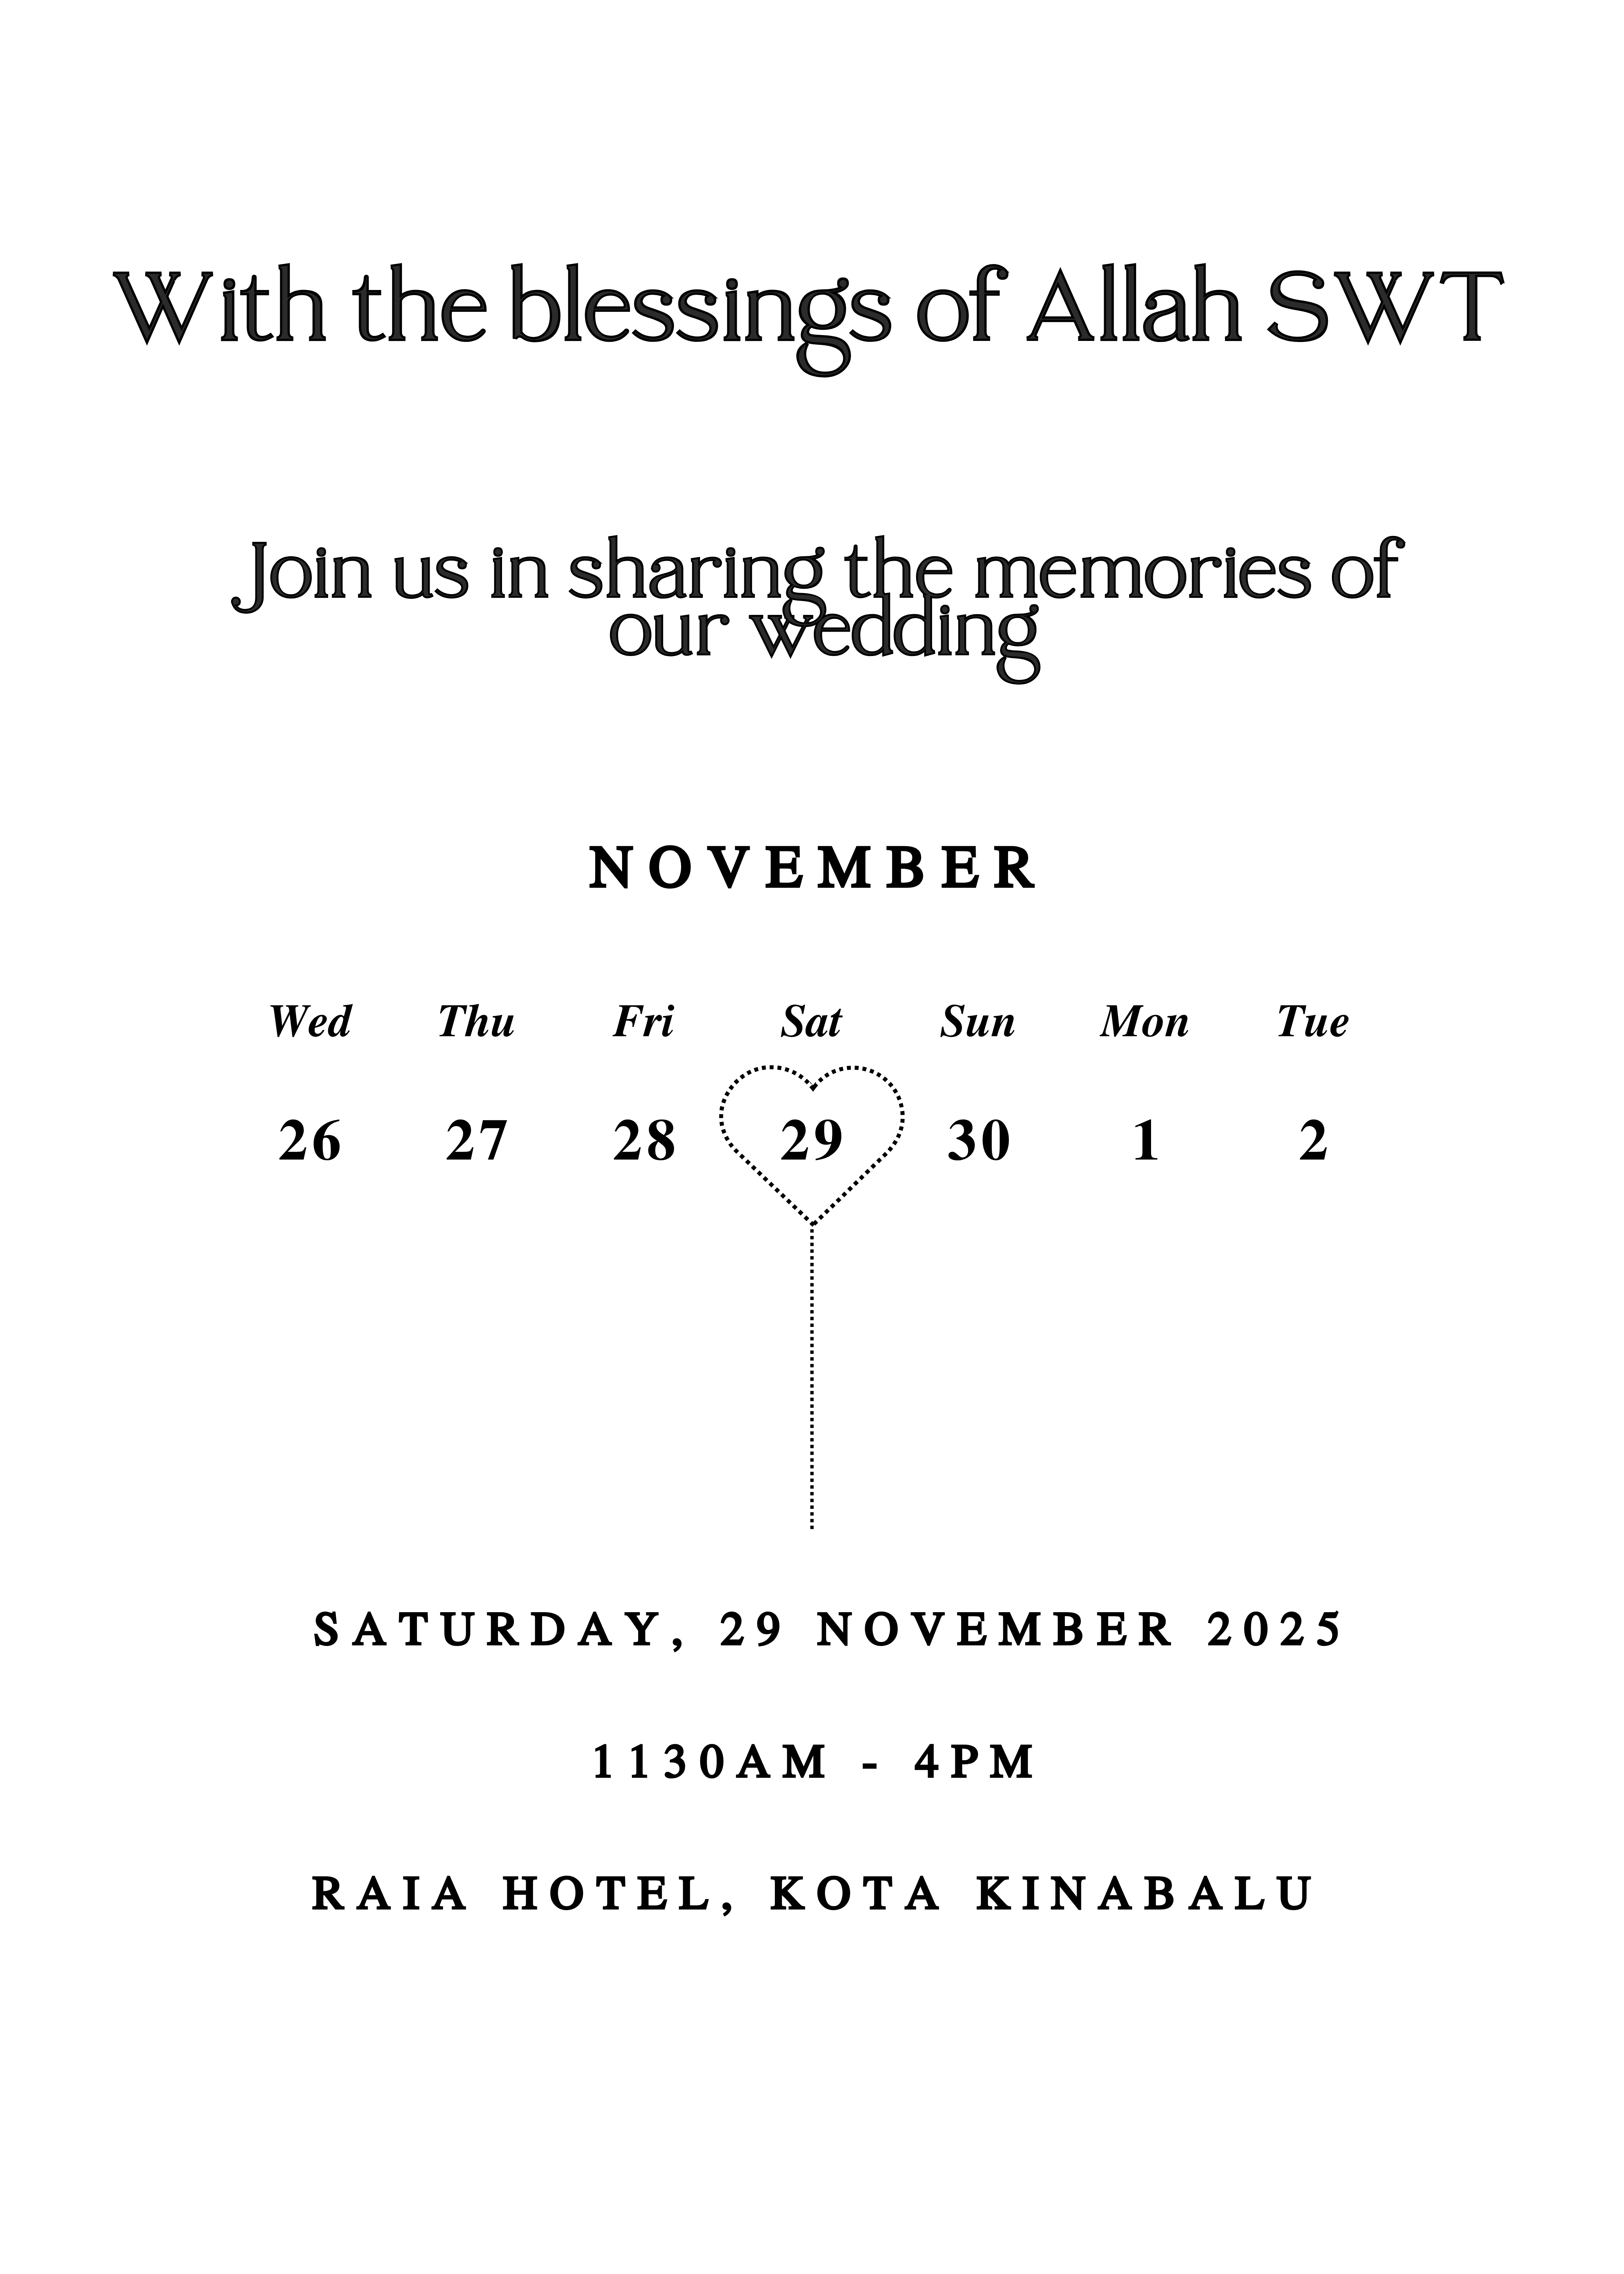 With the blessings of Allah SWT
Join us in sharing the memories of
our wedding
NOVEMBER
Wed Thu Fri Sat Sun Mon Tue
26 27 28 29 30 1 2
SATURDAY, 29 NOVEMBER 2025
1130AM - 4PM
RAIA HOTEL, KOTA KINABALU